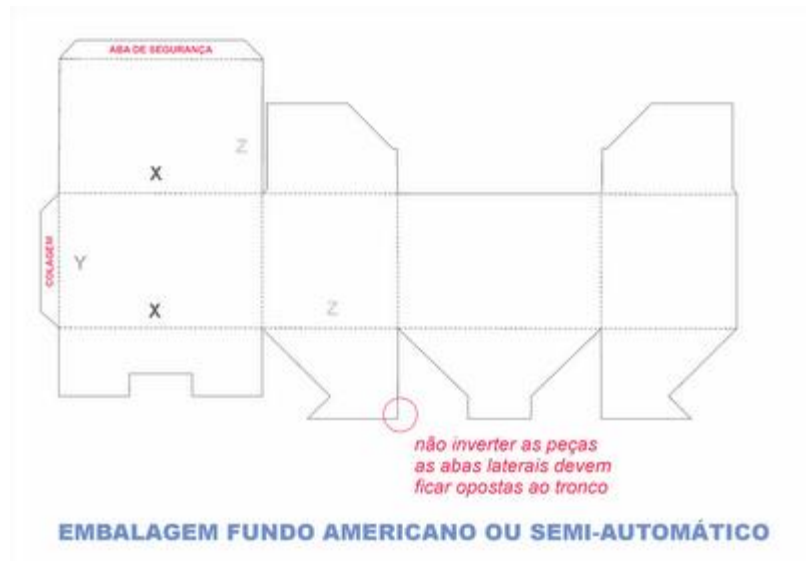 ABA DE SEGURANÇA
Z
X
COLAGEM
Y
X
Z
não inverter as peças
as abas laterais devem
ficar opostas ao tronco
EMBALAGEM FUNDO AMERICANO OU SEMI-AUTOMÁTICO